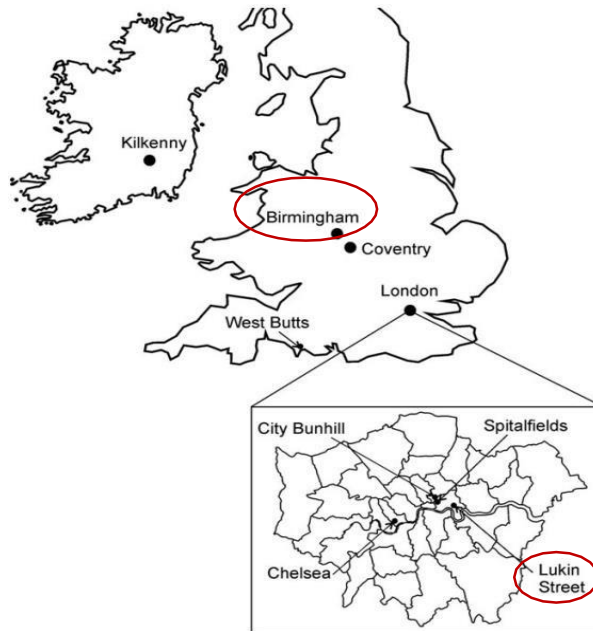 Kilkenny
Birmingham
Coventry
London
West Butts
City Bunhill
Spitalfields
Chelsea
Lukin
Street